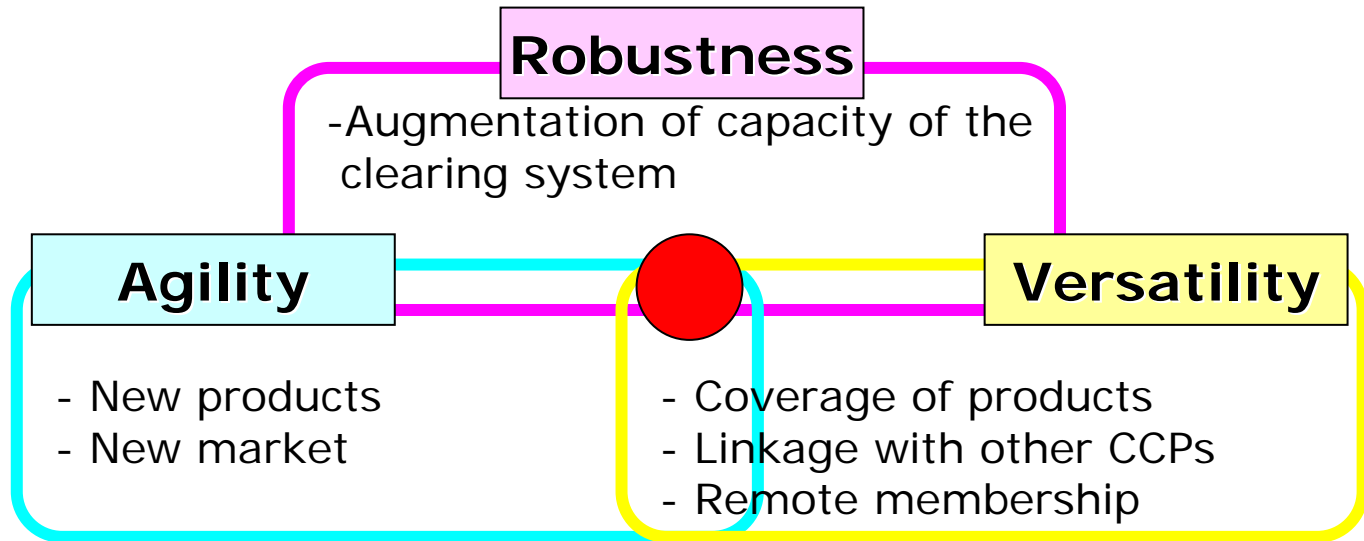 Robustness
-Augmentation of capacity of the
clearing system
Agility
- New products
- New market
Versatility
- Coverage of products
- Linkage with other CCPs
- Remote membership